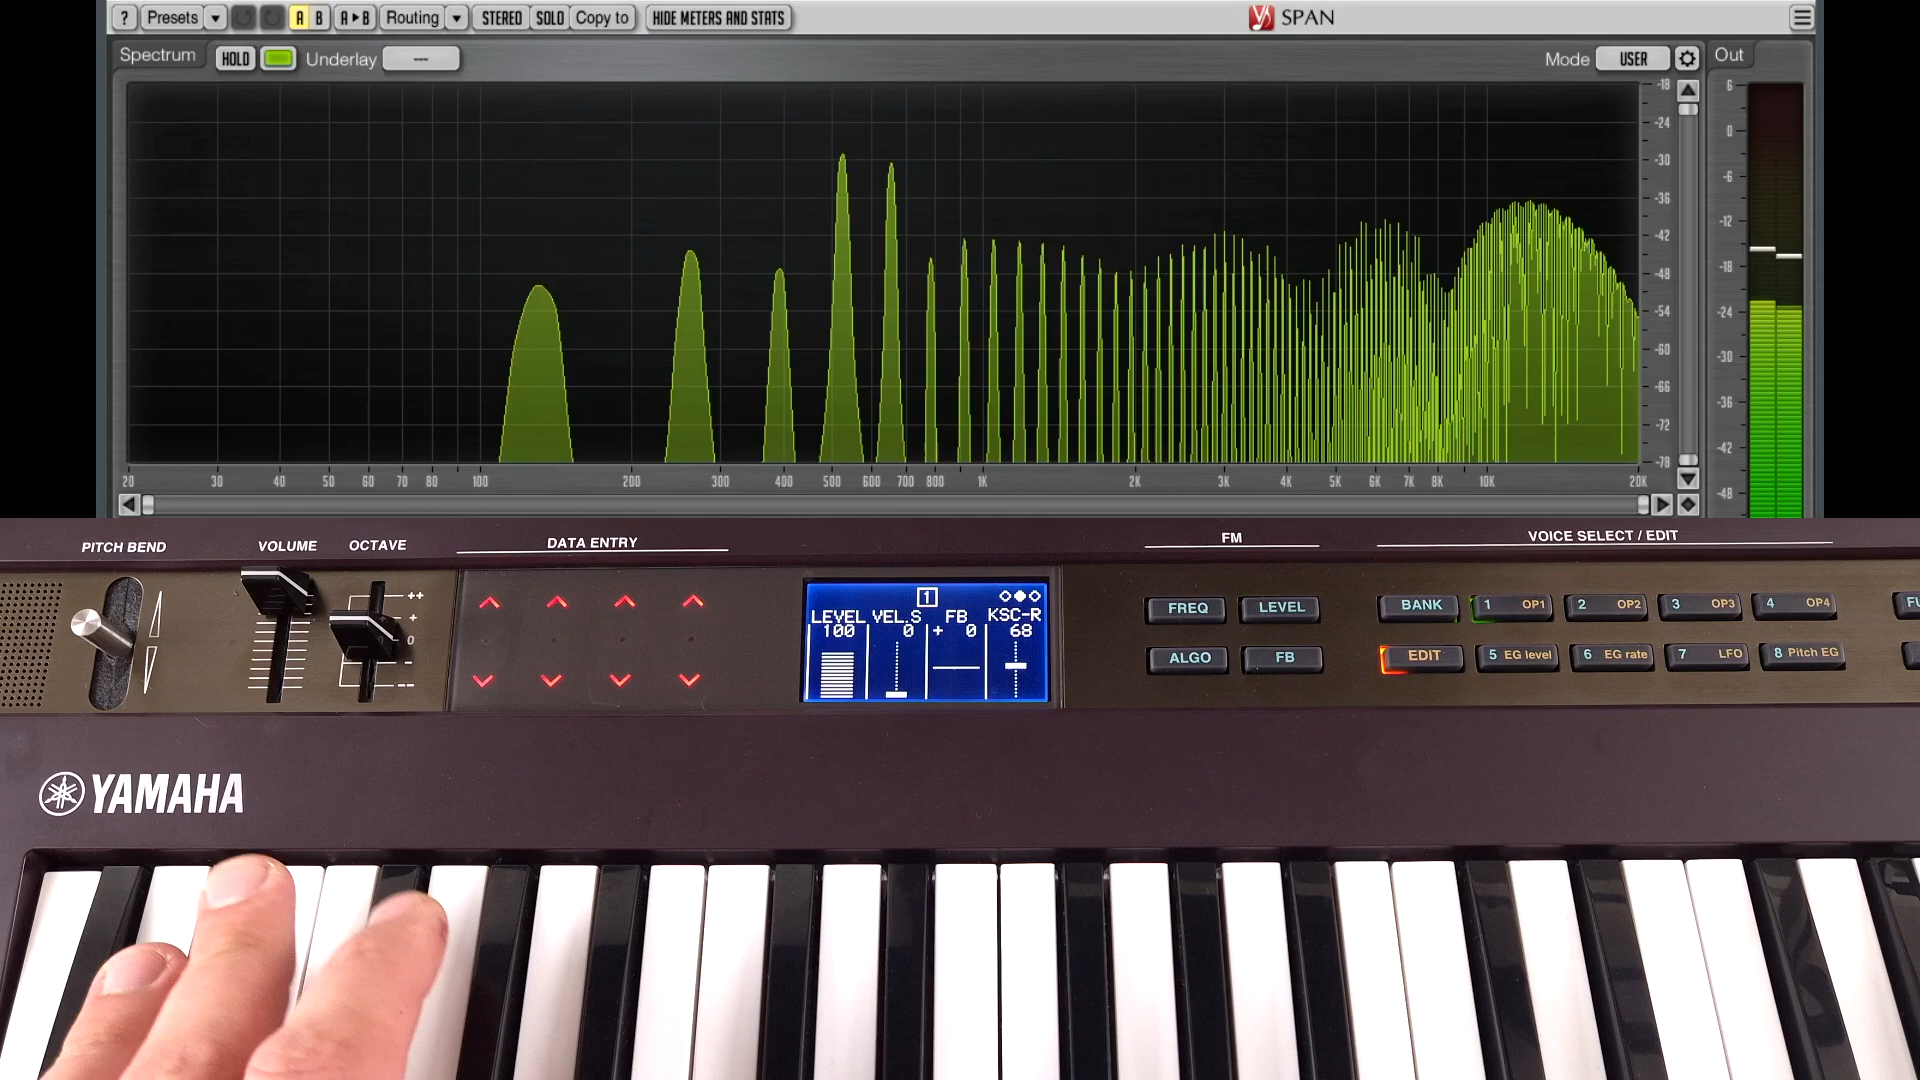 ? Presets A B A▸B Routing STEREO SOLO Copy to HIDE METERS AND STATS SPAN
Spectrum HOLD Underlay --- Mode USER Out
-18
-24
-30
-36
-42
-48
-54
-60
-66
-72
-78
6
0
-6
-12
-18
-24
-30
-36
-42
-48
20 30 40 50 60 70 80 100 200 300 400 500 600 700 800 1K 2K 3K 4K 5K 6K 7K 8K 10K 20K
PITCH BEND VOLUME OCTAVE DATA ENTRY FM VOICE SELECT / EDIT
++
+
0
-
--
1
LEVEL VEL.S FB KSC-R
100 0 + 0 68
FREQ LEVEL
ALGO FB
BANK 1 OP1 2 OP2 3 OP3 4 OP4
EDIT 5 EG level 6 EG rate 7 LFO 8 Pitch EG
YAMAHA